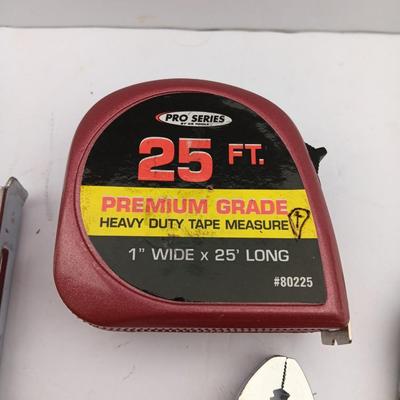 PRO SERIES
25 FT.
PREMIUM GRADE
HEAVY DUTY TAPE MEASURE
1" WIDE x 25' LONG
#80225